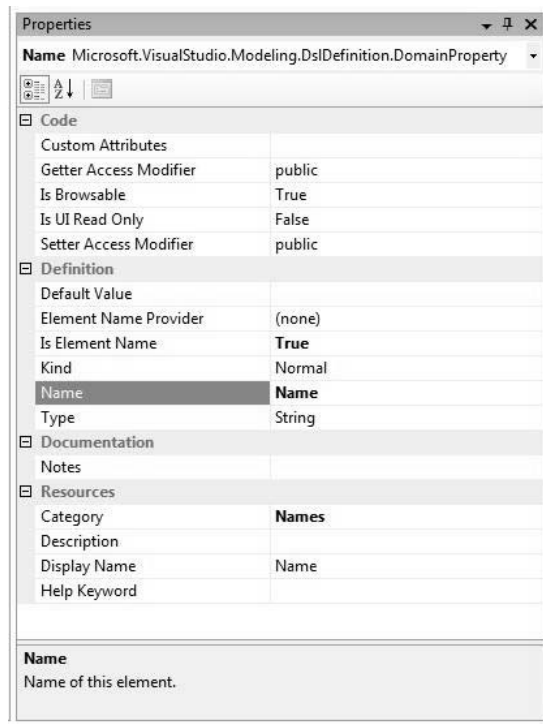 Properties
Name Microsoft.VisualStudio.Modeling.DslDefinition.DomainProperty
Code
Custom Attributes
Getter Access Modifier public
Is Browsable True
Is UI Read Only False
Setter Access Modifier public
Definition
Default Value
Element Name Provider (none)
Is Element Name True
Kind Normal
Name Name
Type String
Documentation
Notes
Resources
Category Names
Description
Display Name Name
Help Keyword
Name
Name of this element.